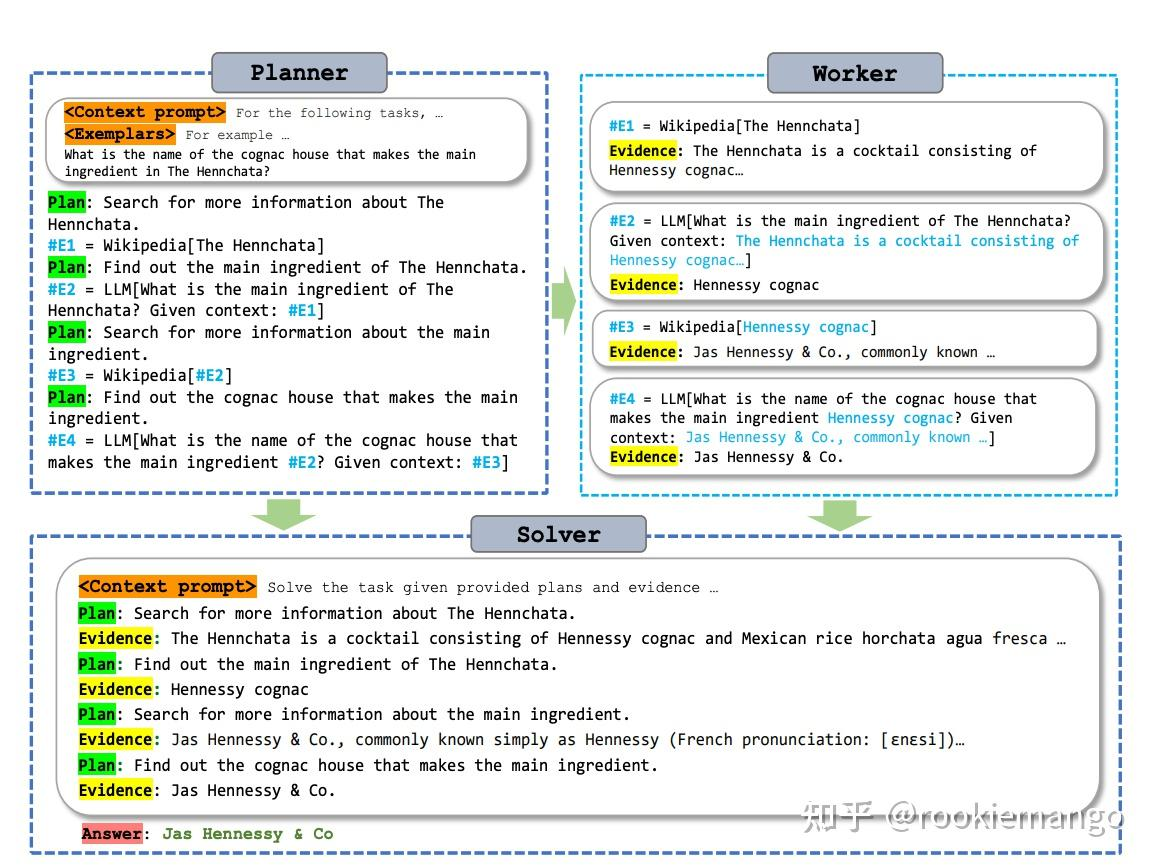 Planner
<Context prompt> For the following tasks, …
<Exemplars> For example …
What is the name of the cognac house that makes the main
ingredient in The Hennchata?
Plan: Search for more information about The
Hennchata.
#E1 = Wikipedia[The Hennchata]
Plan: Find out the main ingredient of The Hennchata.
#E2 = LLM[What is the main ingredient of The
Hennchata? Given context: #E1]
Plan: Search for more information about the main
ingredient.
#E3 = Wikipedia[#E2]
Plan: Find out the cognac house that makes the main
ingredient.
#E4 = LLM[What is the name of the cognac house that
makes the main ingredient #E2? Given context: #E3]
Worker
#E1 = Wikipedia[The Hennchata]
Evidence: The Hennchata is a cocktail consisting of
Hennessy cognac…
#E2 = LLM[What is the main ingredient of The Hennchata?
Given context: The Hennchata is a cocktail consisting of
Hennessy cognac…]
Evidence: Hennessy cognac
#E3 = Wikipedia[Hennessy cognac]
Evidence: Jas Hennessy & Co., commonly known …
#E4 = LLM[What is the name of the cognac house that
makes the main ingredient Hennessy cognac? Given
context: Jas Hennessy & Co., commonly known …]
Evidence: Jas Hennessy & Co.
Solver
<Context prompt> Solve the task given provided plans and evidence …
Plan: Search for more information about The Hennchata.
Evidence: The Hennchata is a cocktail consisting of Hennessy cognac and Mexican rice horchata agua fresca …
Plan: Find out the main ingredient of The Hennchata.
Evidence: Hennessy cognac
Plan: Search for more information about the main ingredient.
Evidence: Jas Hennessy & Co., commonly known simply as Hennessy (French pronunciation: [ɛnɛsi])…
Plan: Find out the cognac house that makes the main ingredient.
Evidence: Jas Hennessy & Co.
Answer: Jas Hennessy & Co
知乎 @rookiemango